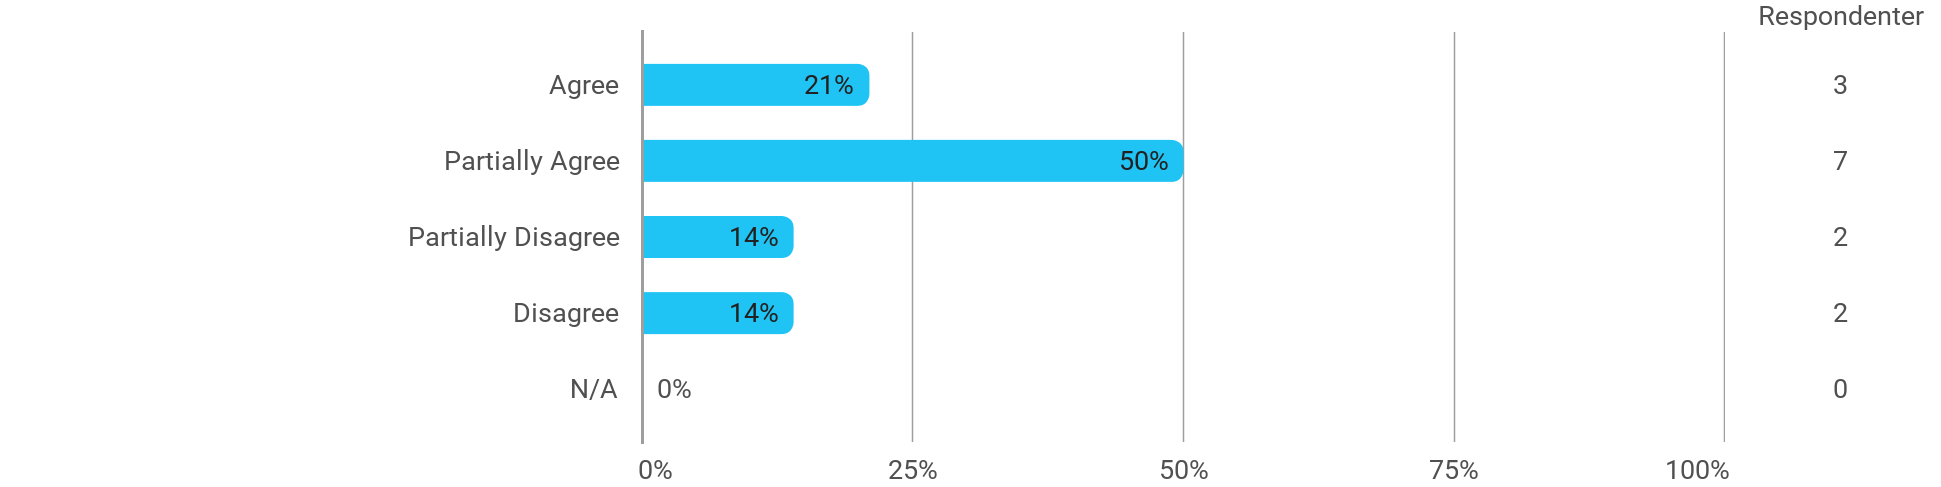 Respondenter
Agree 21% 3
Partially Agree 50% 7
Partially Disagree 14% 2
Disagree 14% 2
N/A 0% 0
0% 25% 50% 75% 100%